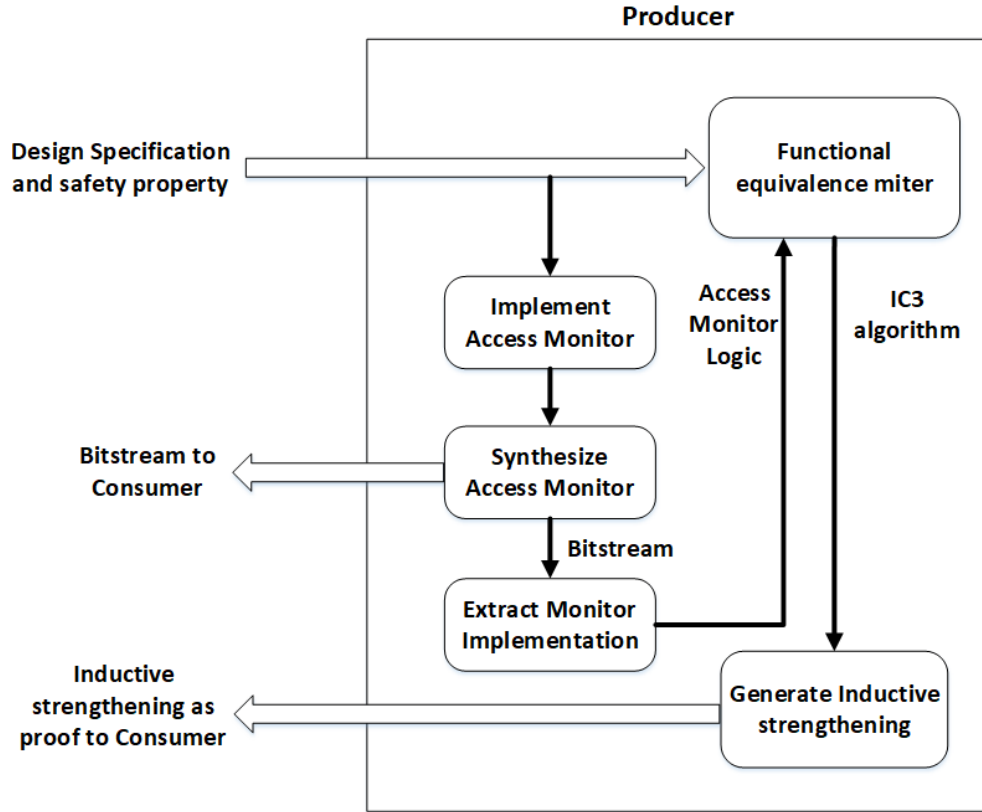 Producer
Design Specification
and safety property
Functional
equivalence miter
Implement
Access Monitor
Access
Monitor
Logic
IC3
algorithm
Bitstream to
Consumer
Synthesize
Access Monitor
Bitstream
Extract Monitor
Implementation
Inductive
strengthening as
proof to Consumer
Generate Inductive
strengthening